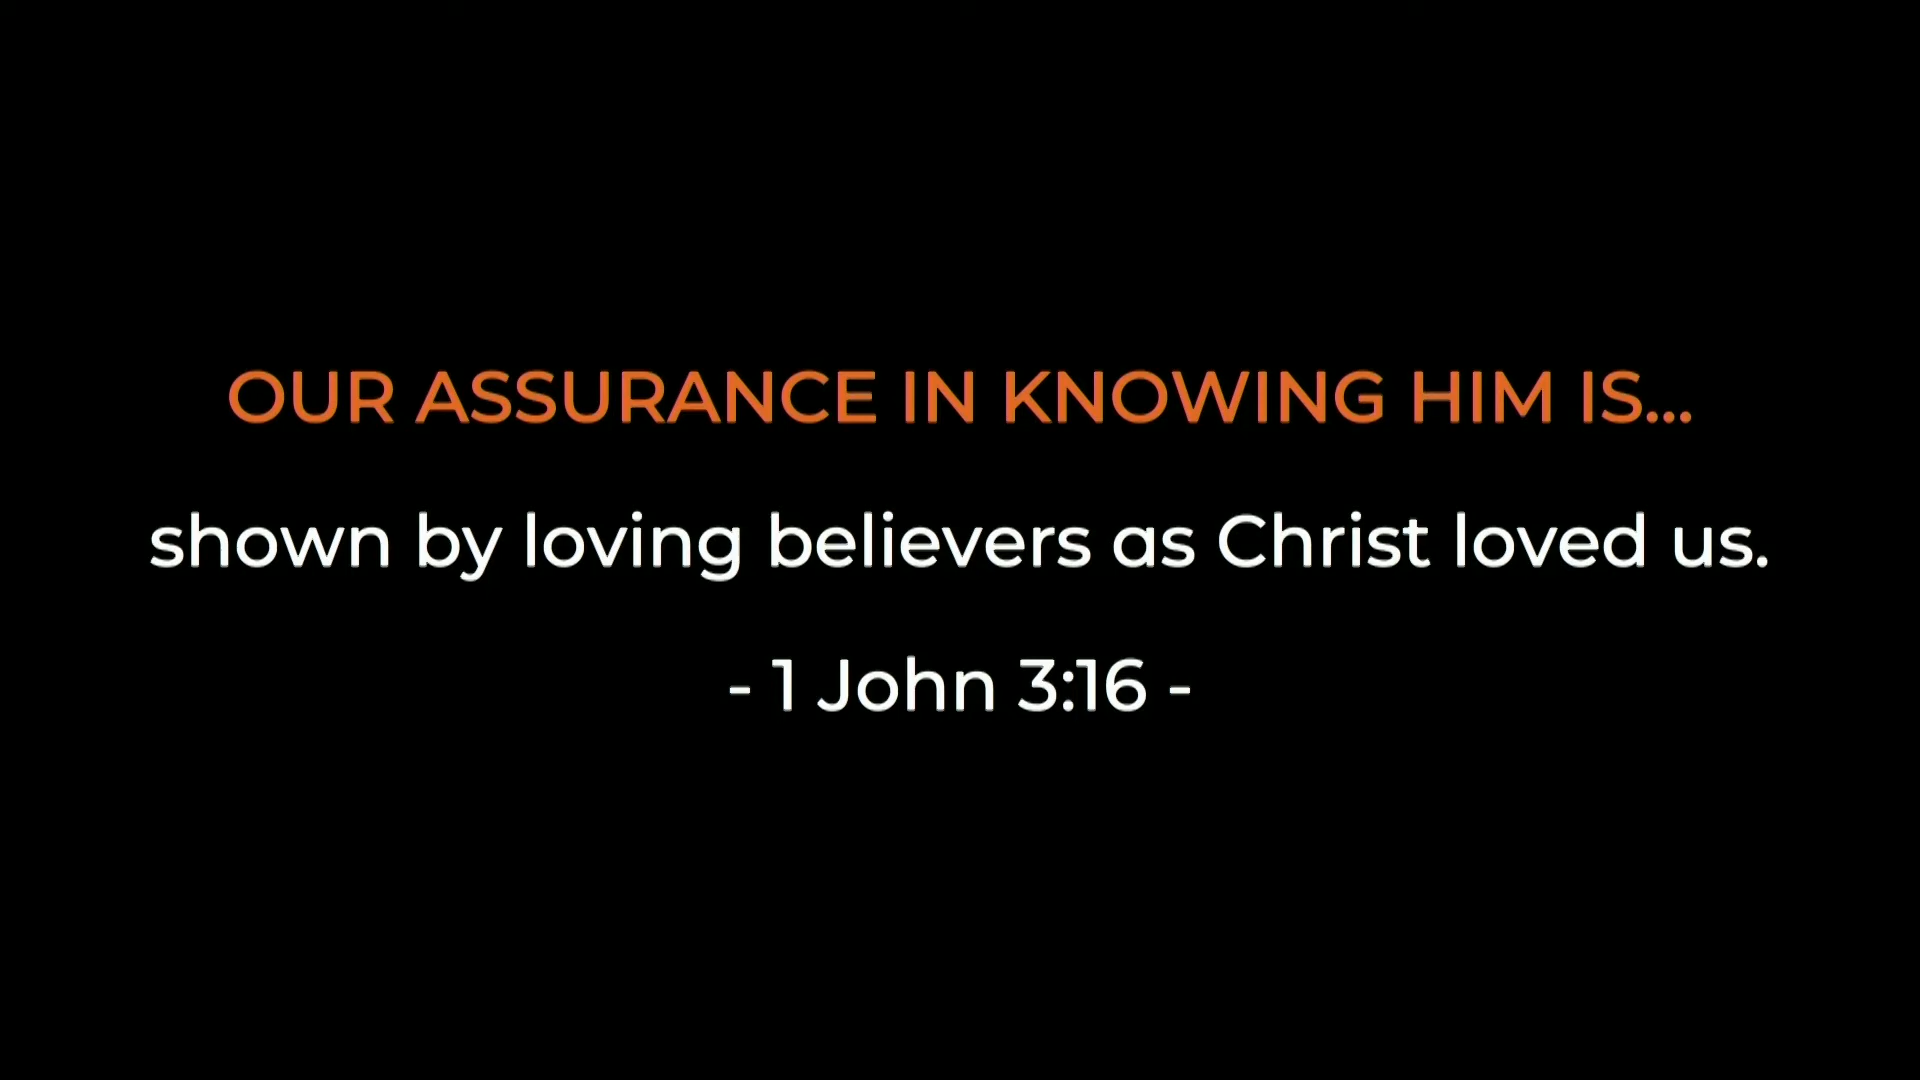 OUR ASSURANCE IN KNOWING HIM IS...
shown by loving believers as Christ loved us.
- 1 John 3:16 -